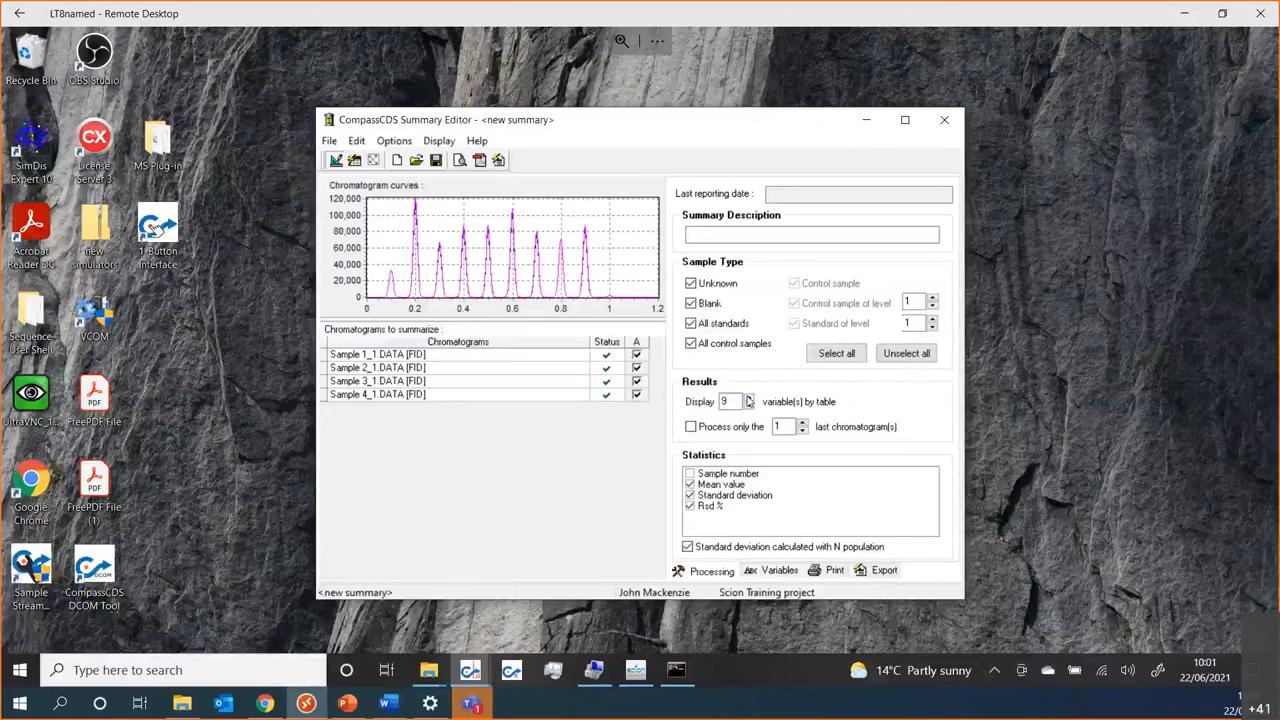 LT8named - Remote Desktop
Recycle Bin
OBS Studio
SimDis
Expert 10
License
Server 3
MS Plug-in
Acrobat
Reader DC
new
simulators
1-Button
Interface
Sequence
User Shell
VCOM
UltraVNC_1...
FreePDF File
Google
Chrome
FreePDF File
(1)
Sample
Stream...
CompassCDS
DCOM Tool
CompassCDS Summary Editor - <new summary>
File Edit Options Display Help
Chromatogram curves :
120,000
100,000
80,000
60,000
40,000
20,000
0
0 0.2 0.4 0.6 0.8 1 1.2
Chromatograms to summarize :
Chromatograms Status A
Sample 1_1.DATA [FID]
Sample 2_1.DATA [FID]
Sample 3_1.DATA [FID]
Sample 4_1.DATA [FID]
Last reporting date :
Summary Description
Sample Type
Unknown Control sample
Blank Control sample of level 1
All standards Standard of level 1
All control samples Select all Unselect all
Results
Display 9 variable(s) by table
Process only the 1 last chromatogram(s)
Statistics
Sample number
Mean value
Standard deviation
Rsd %
Standard deviation calculated with N population
Processing Variables Print Export
<new summary> John Mackenzie Scion Training project
Type here to search
14°C Partly sunny
10:01
22/06/2021
22/0
+41